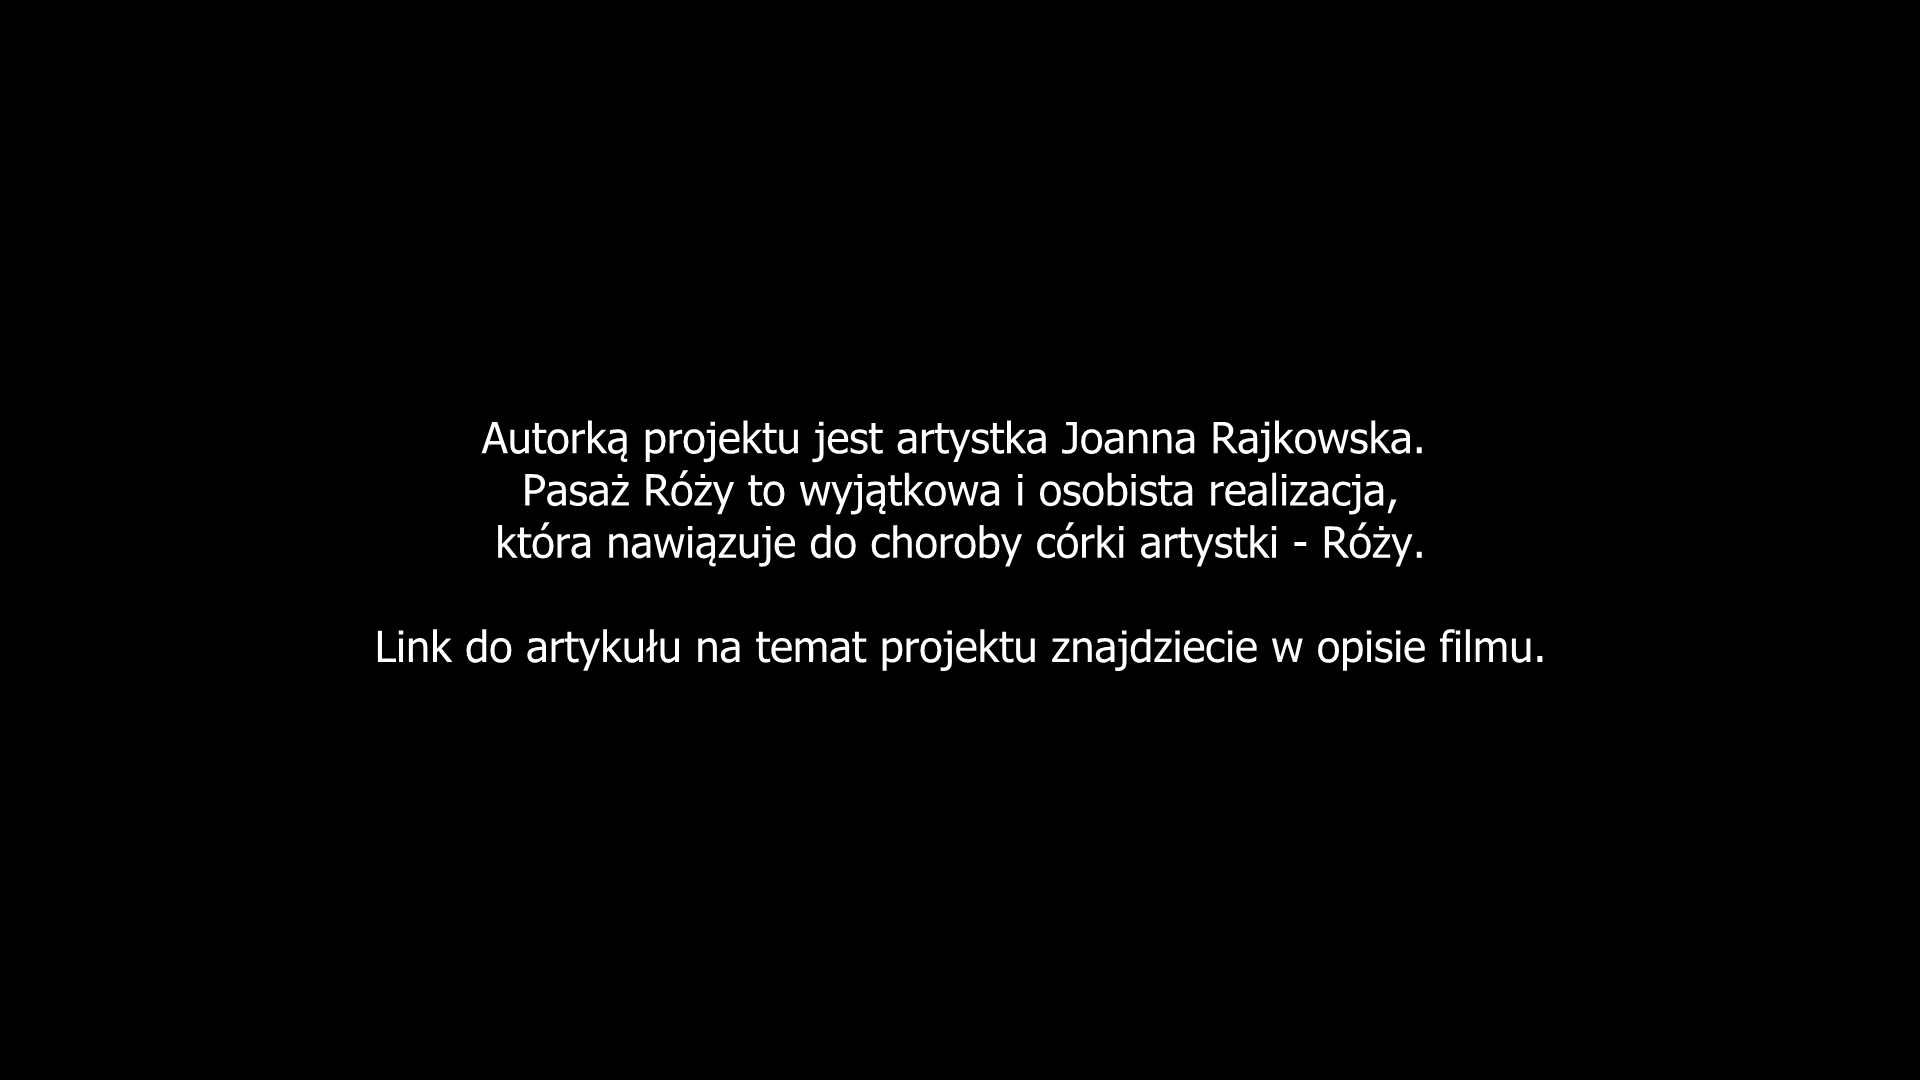 Autorką projektu jest artystka Joanna Rajkowska.
Pasaż Róży to wyjątkowa i osobista realizacja,
która nawiązuje do choroby córki artystki - Róży.
Link do artykułu na temat projektu znajdziecie w opisie filmu.